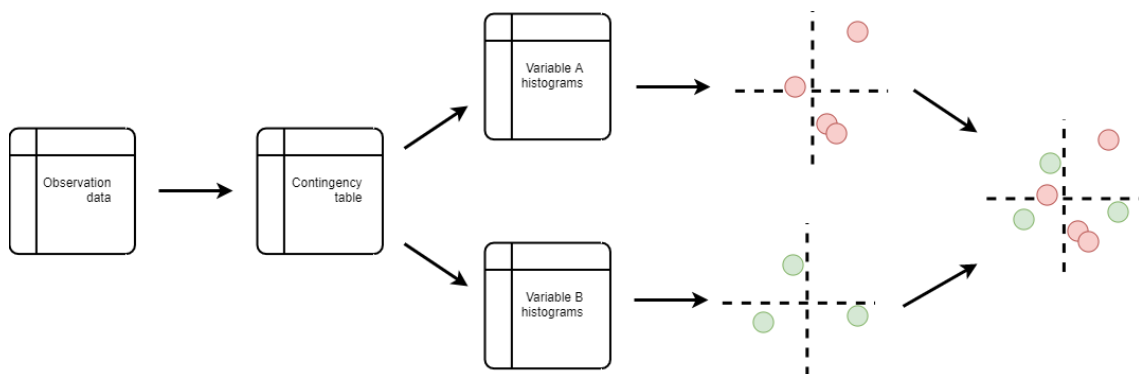 Observation
data
Contingency
table
Variable A
histograms
Variable B
histograms